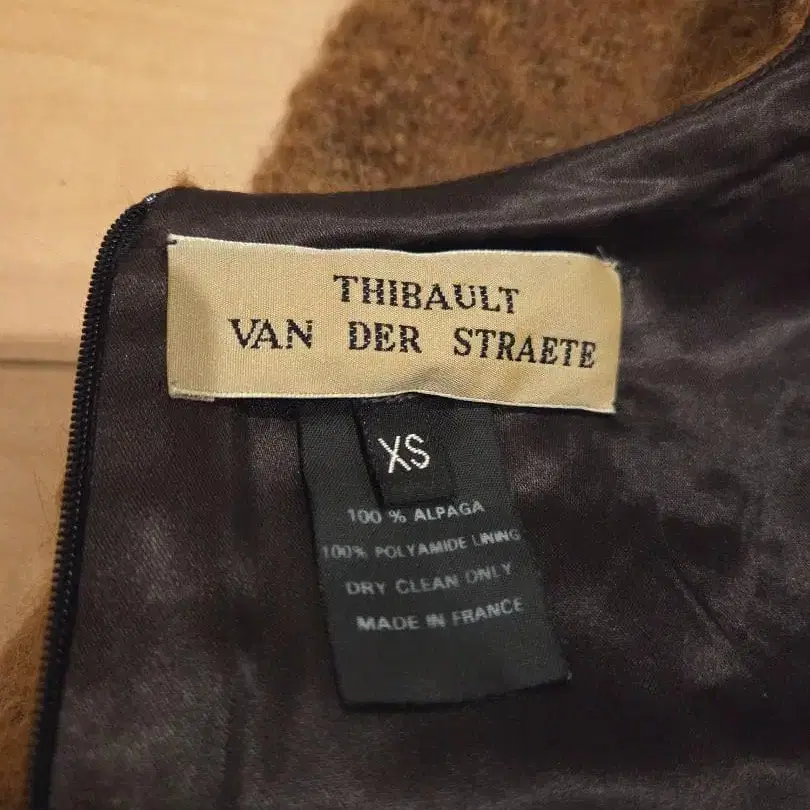 THIBAULT
VAN DER STRAETE
XS
100 % ALPAGA
100% POLYAMIDE LINING
DRY CLEAN ONLY
MADE IN FRANCE